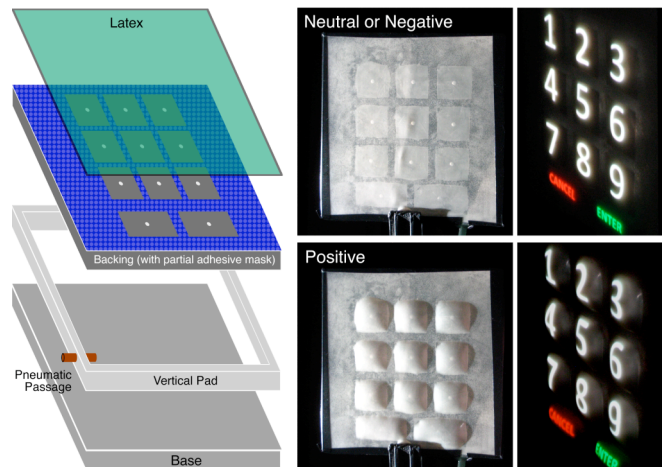 Latex
Backing (with partial adhesive mask)
Pneumatic
Passage
Vertical Pad
Base
Neutral or Negative
1 2 3
4 5 6
7 8 9
CANCEL ENTER
Positive
1 2 3
4 5 6
7 8 9
CANCEL ENTER